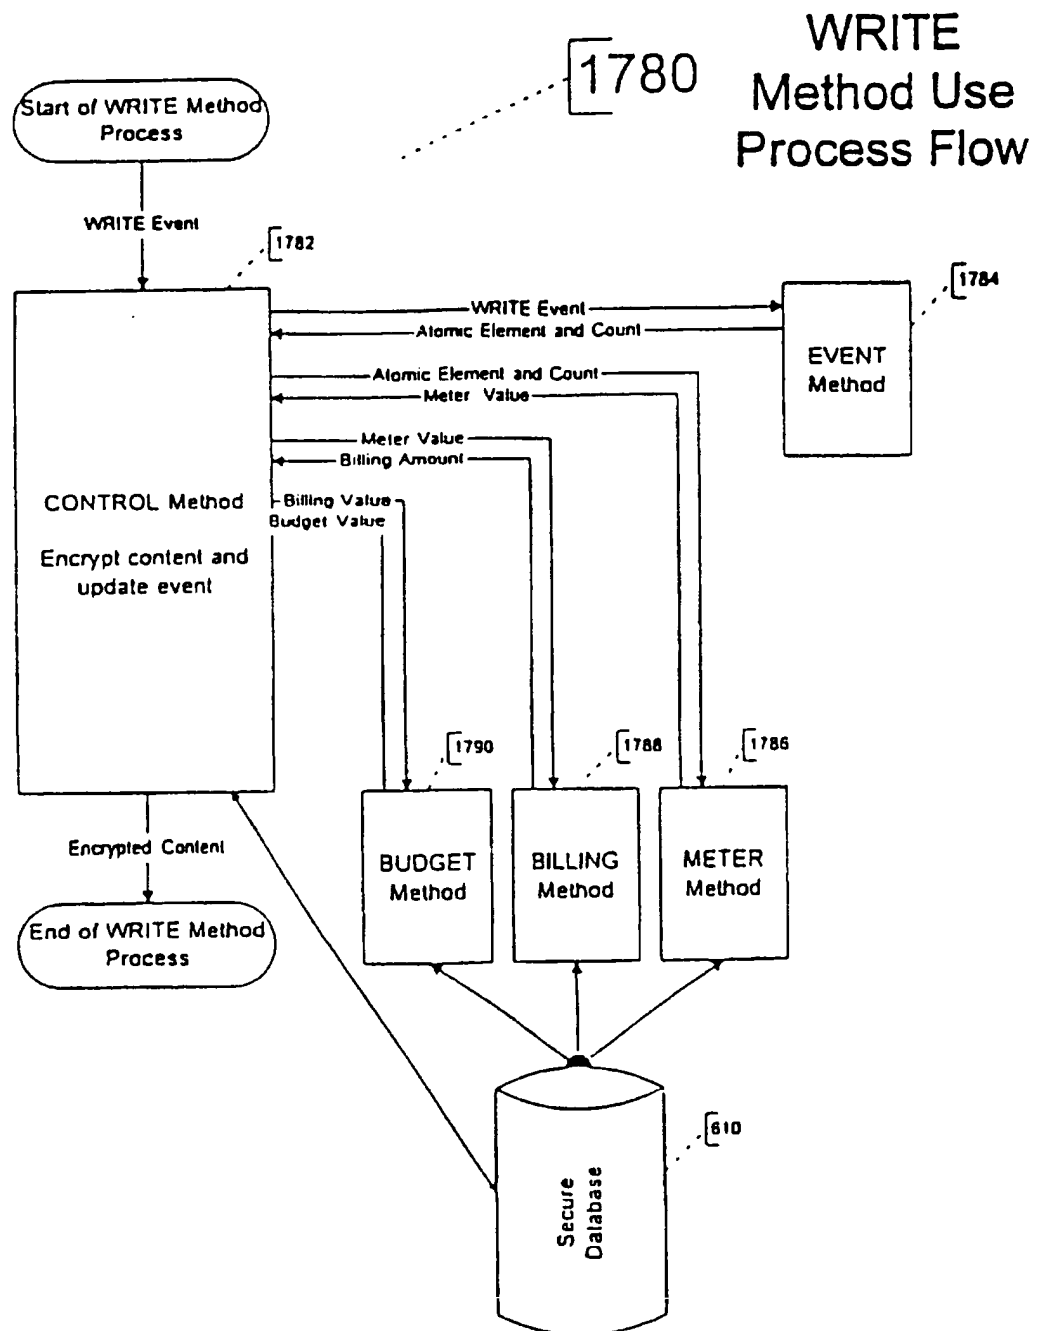 WRITE
Method Use
Process Flow
1780
Start of WRITE Method
Process
WRITE Event
1782
WRITE Event
Atomic Element and Count
1784
EVENT
Method
Atomic Element and Count
Meter Value
Meter Value
Billing Amount
CONTROL Method
Encrypt content and
update event
Billing Value
Budget Value
1790
1788
1786
BUDGET
Method
BILLING
Method
METER
Method
Encrypted Content
End of WRITE Method
Process
610
Secure
Database